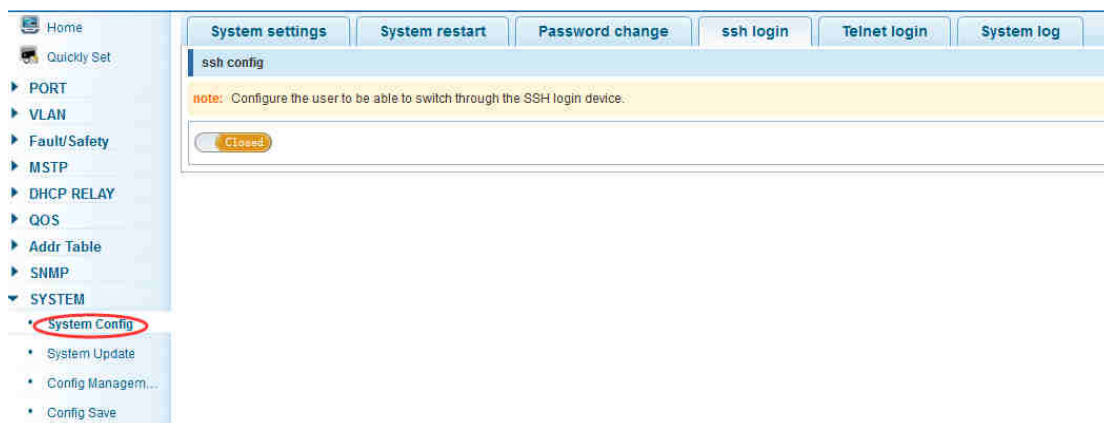 Home
Quickly Set
PORT
VLAN
Fault/Safety
MSTP
DHCP RELAY
QOS
Addr Table
SNMP
SYSTEM
System Config
System Update
Config Managem...
Config Save
System settings
System restart
Password change
ssh login
Telnet login
System log
ssh config
note: Configure the user to be able to switch through the SSH login device.
Closed